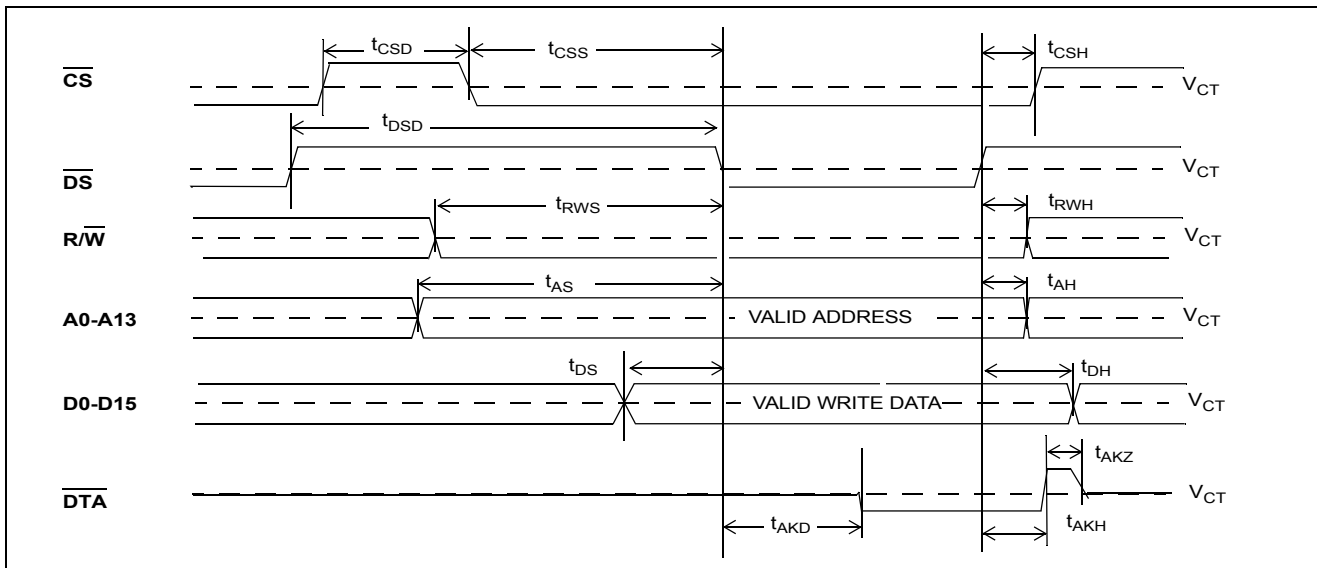 tCSD
tCSS
tCSH
CS
VCT
tDSD
DS
VCT
tRWS
tRWH
R/W
VCT
tAS
tAH
A0-A13
VALID ADDRESS
VCT
tDS
tDH
D0-D15
VALID WRITE DATA
VCT
tAKZ
DTA
VCT
tAKD
tAKH